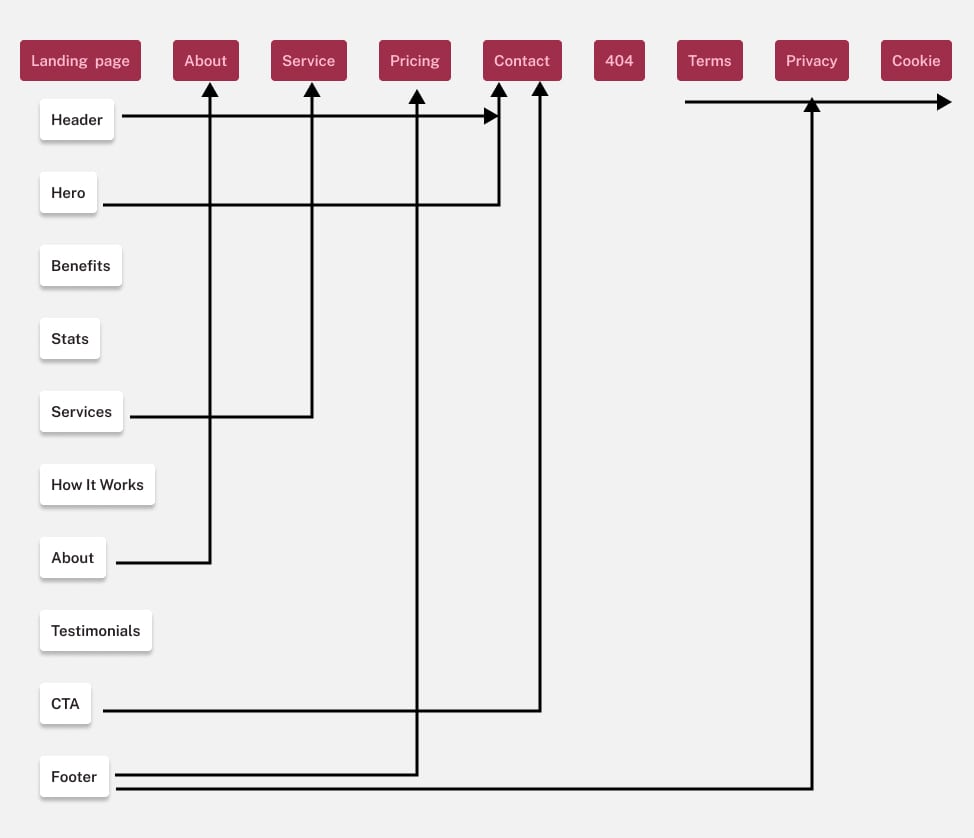 Landing page
About
Service
Pricing
Contact
404
Terms
Privacy
Cookie
Header
Hero
Benefits
Stats
Services
How It Works
About
Testimonials
CTA
Footer